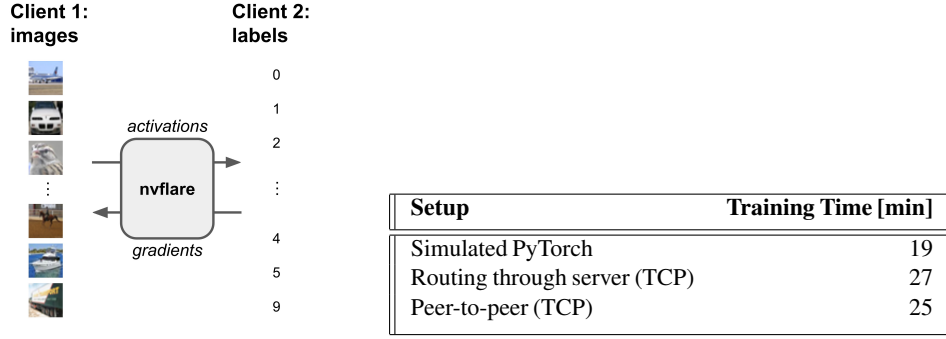 Client 1:
images
Client 2:
labels
0
1
2
⋮
4
5
9
activations
nvflare
gradients
⋮
Setup Training Time [min]
Simulated PyTorch 19
Routing through server (TCP) 27
Peer-to-peer (TCP) 25